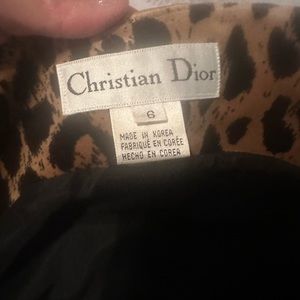 Christian Dior
6
MADE IN KOREA
FABRIQUÉ EN CORÉE
HECHO EN COREA